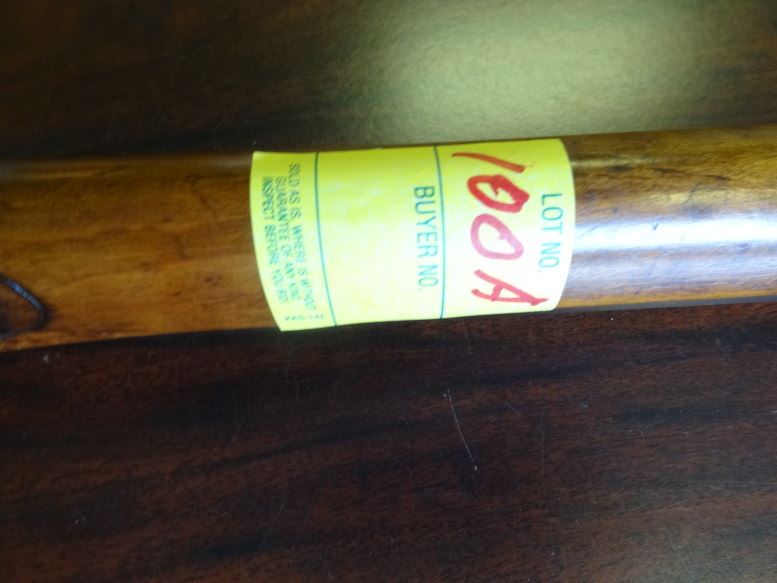 LOT NO.
100A
BUYER NO.
SOLD AS IS, WHERE IS WITHOUT
GUARANTEE OF ANY KIND
INSPECT BEFORE YOU BID